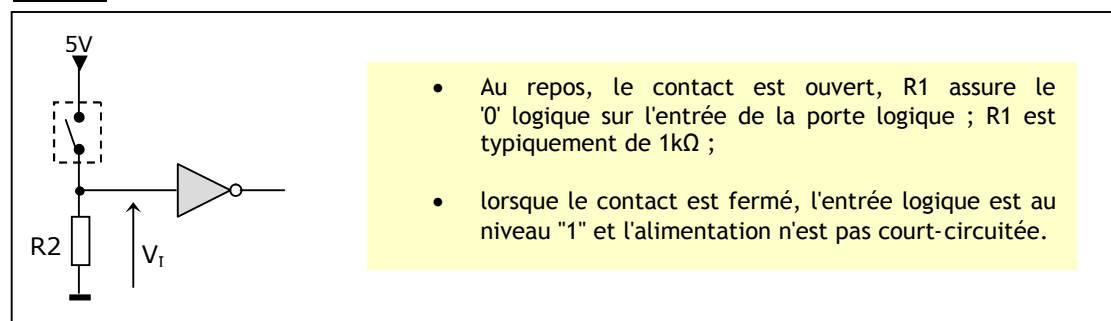 5V
R2
V_I
• Au repos, le contact est ouvert, R1 assure le
'0' logique sur l'entrée de la porte logique ; R1 est
typiquement de 1kΩ ;
• lorsque le contact est fermé, l'entrée logique est au
niveau "1" et l'alimentation n'est pas court-circuitée.